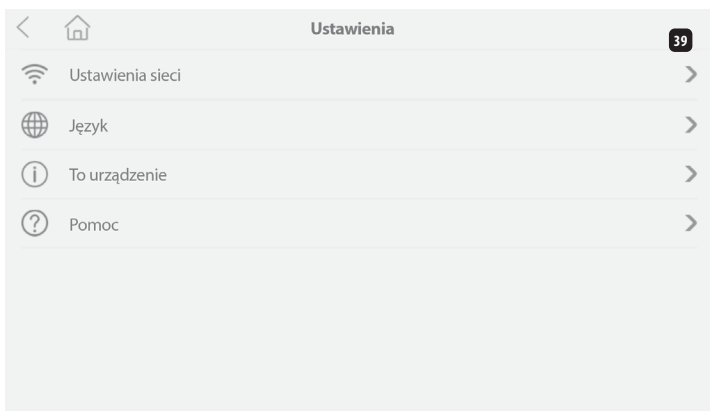 Ustawienia
39
Ustawienia sieci
Język
To urządzenie
Pomoc